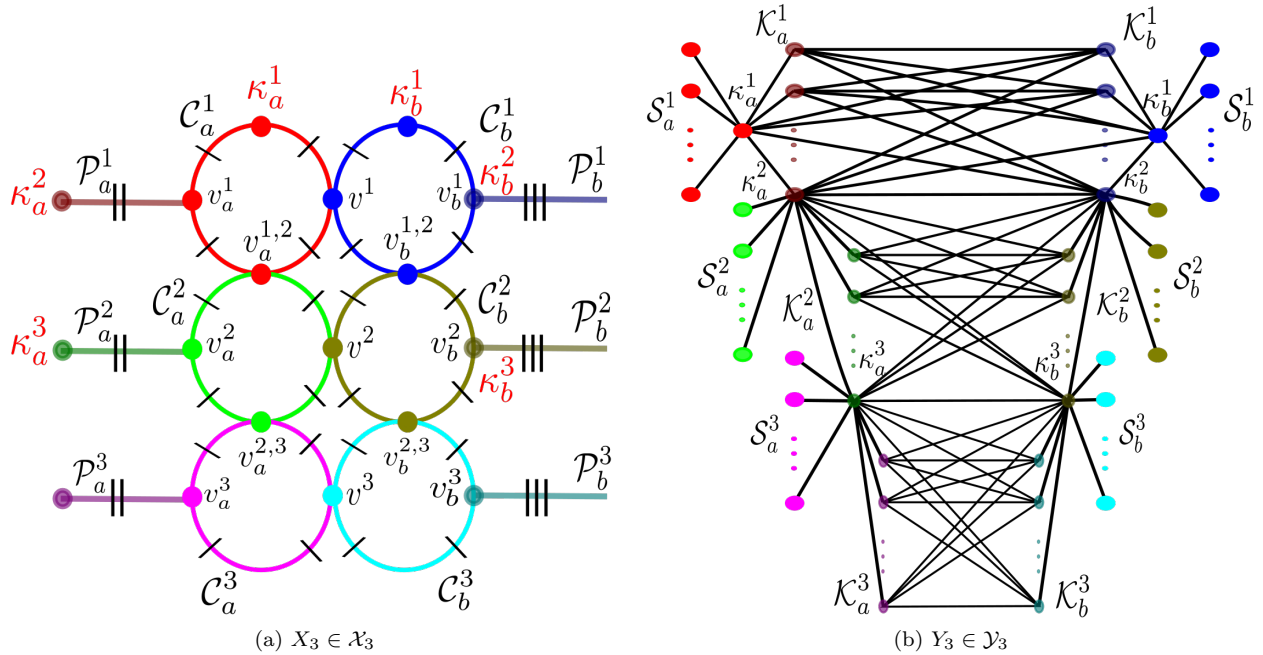 κ_a^1 κ_b^1
C_a^1 C_b^1
P_a^1 κ_b^2 P_b^1
κ_a^2 v_a^1 v^1 v_b^1
v_a^{1,2} v_b^{1,2}
C_a^2 C_b^2
P_a^2 P_b^2
κ_a^3 v_a^2 v^2 v_b^2
κ_b^3
v_a^{2,3} v_b^{2,3}
P_a^3 P_b^3
v_a^3 v^3 v_b^3
C_a^3 C_b^3
(a) X_3 ∈ 𝒳_3
K_a^1 K_b^1
κ_a^1 κ_b^1
S_a^1 S_b^1
κ_a^2 κ_b^2
S_a^2 S_b^2
K_a^2 K_b^2
κ_a^3 κ_b^3
S_a^3 S_b^3
K_a^3 K_b^3
(b) Y_3 ∈ 𝒴_3